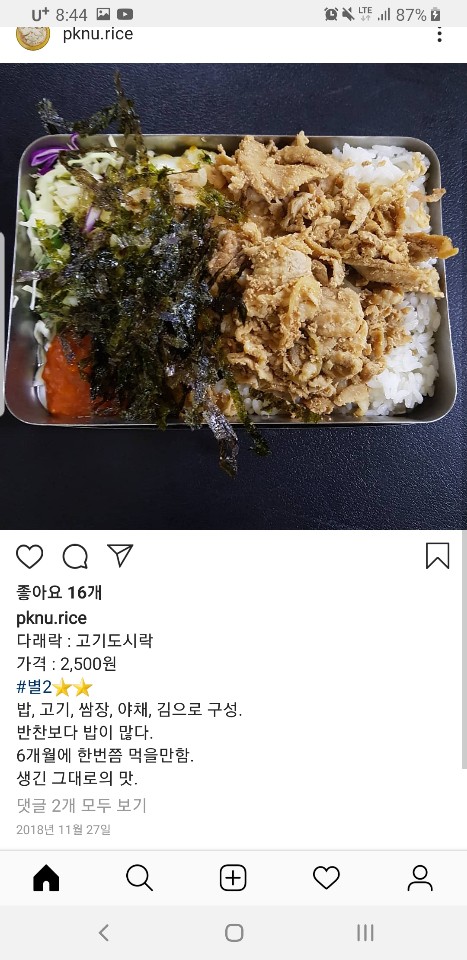 U+ 8:44 LTE 87%
pknu.rice
좋아요 16개
pknu.rice
다래락 : 고기도시락
가격 : 2,500원
#별2⭐⭐
밥, 고기, 쌈장, 야채, 김으로 구성.
반찬보다 밥이 많다.
6개월에 한번쯤 먹을만함.
생긴 그대로의 맛.
댓글 2개 모두 보기
2018년 11월 27일